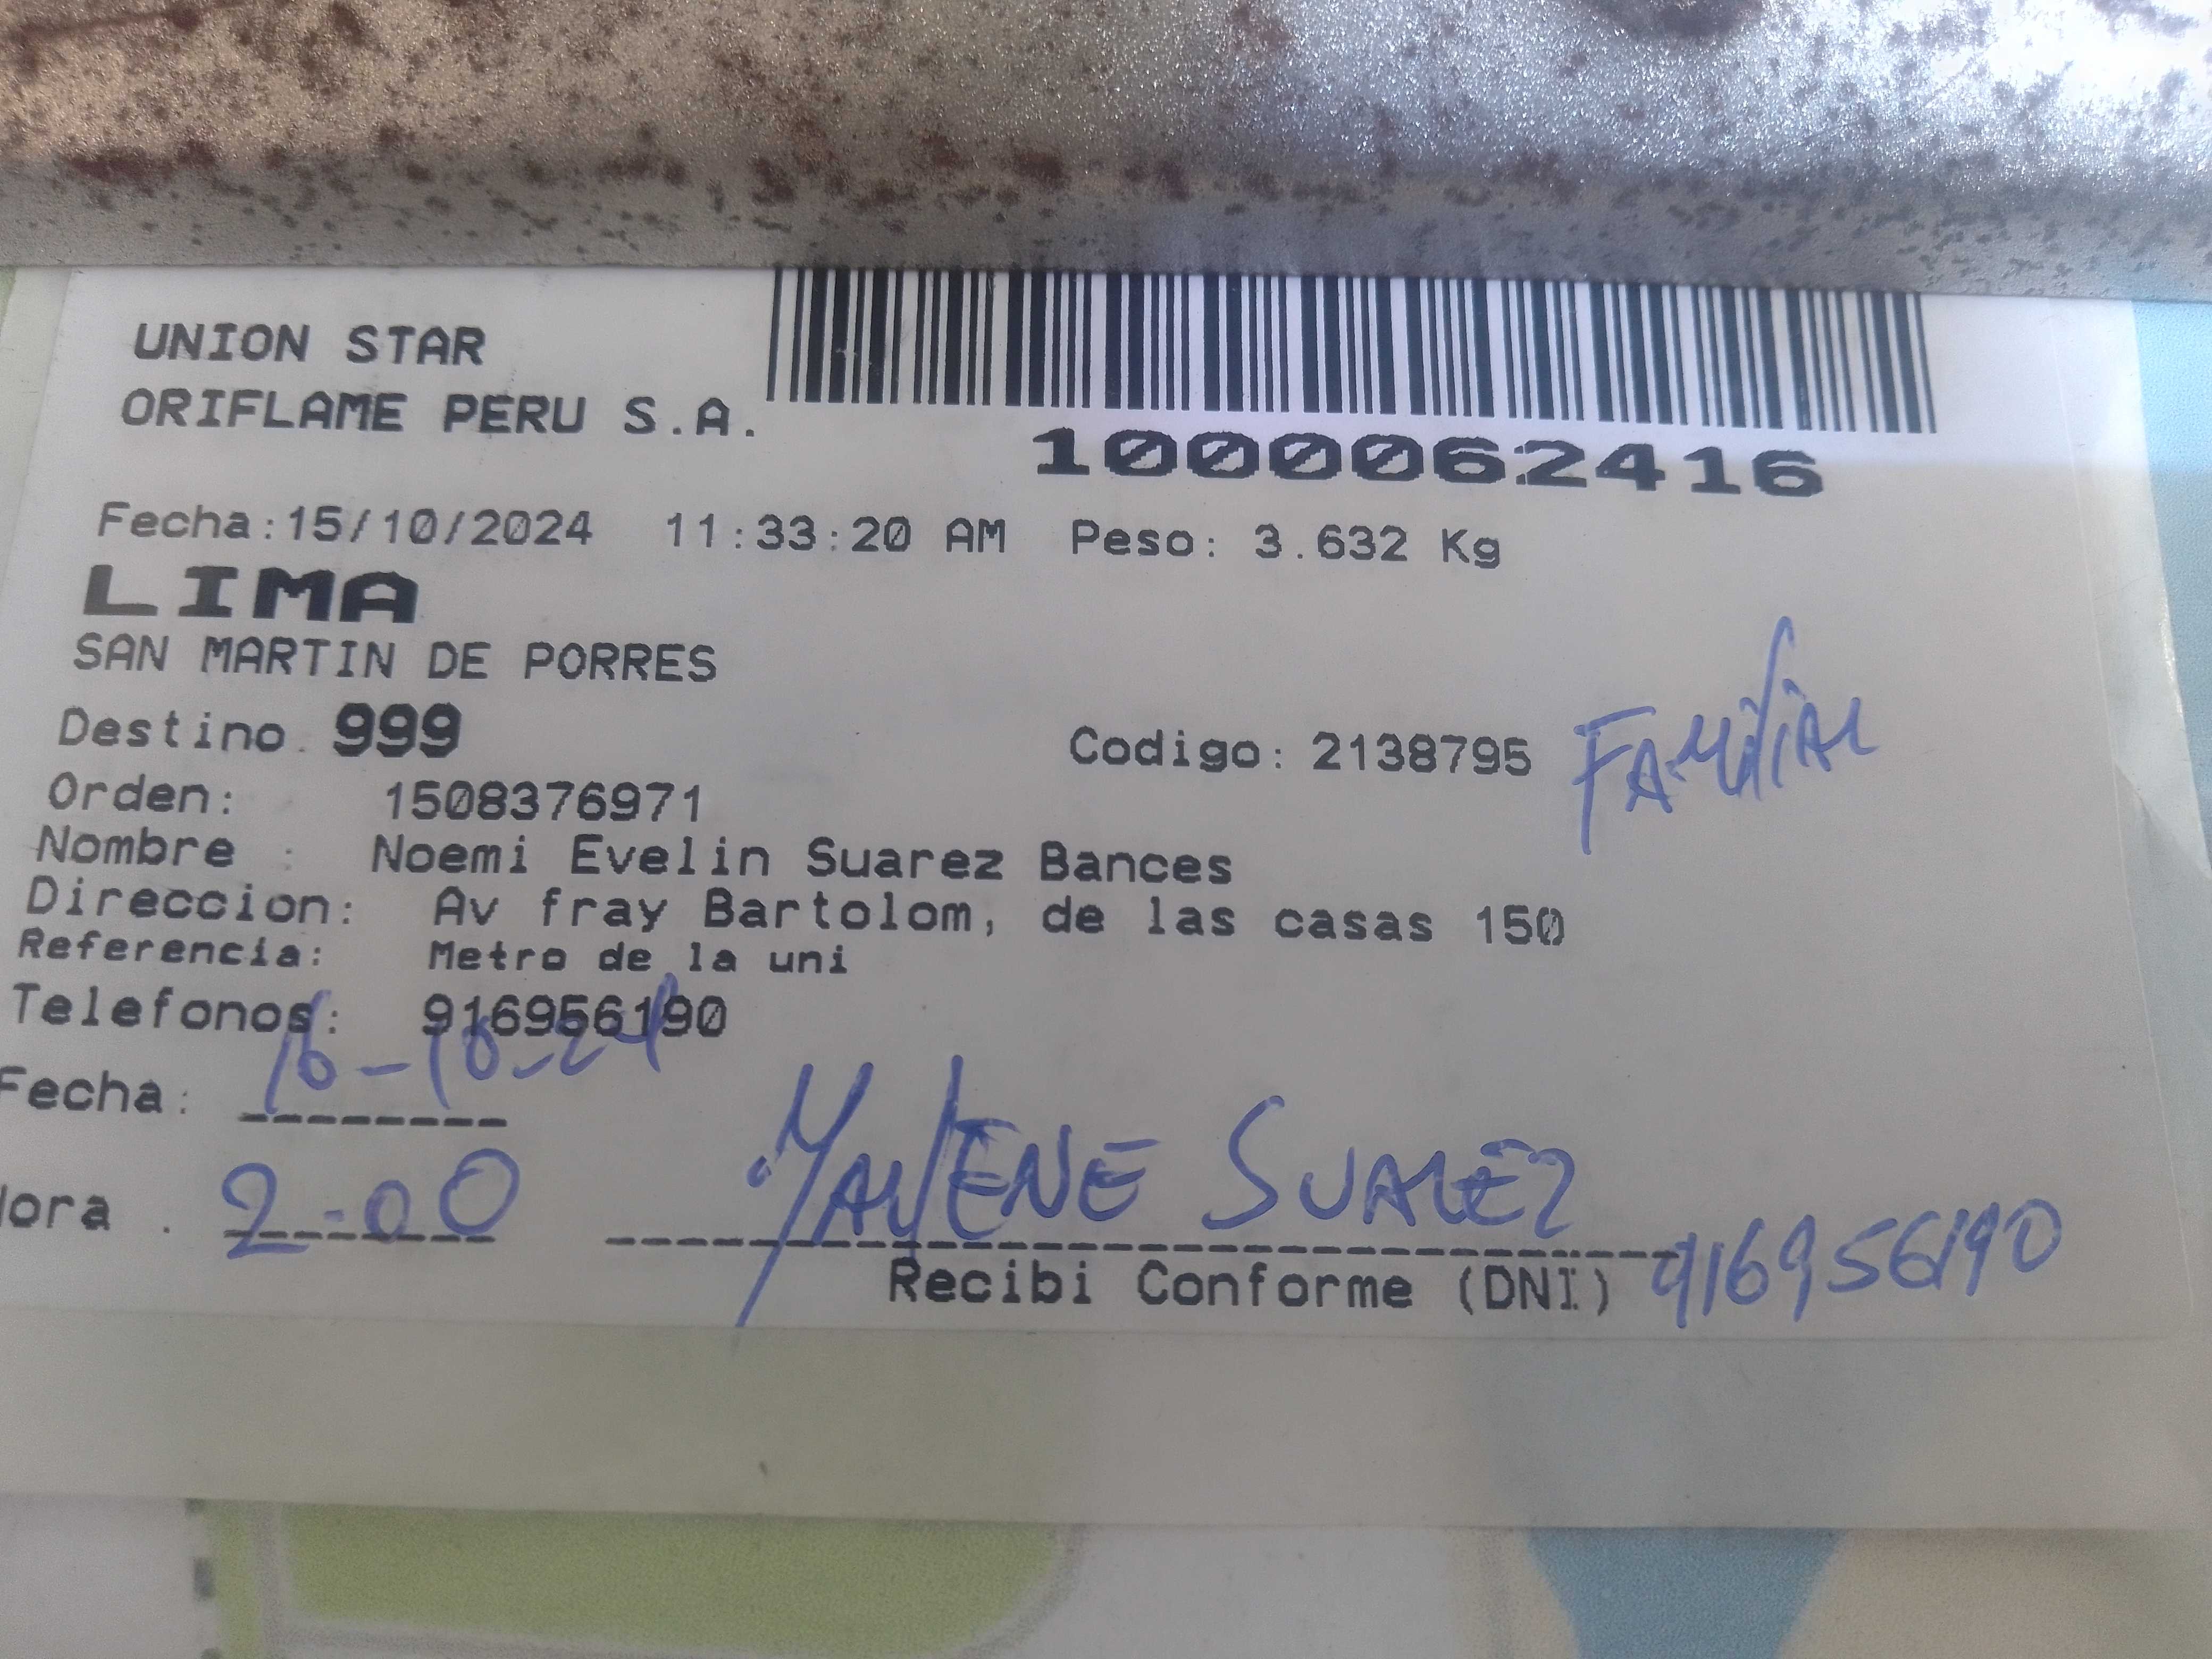 UNION STAR
ORIFLAME PERU S.A.
1000062416
Fecha:15/10/2024 11:33:20 AM Peso: 3.632 Kg
LIMA
SAN MARTIN DE PORRES
Destino. 999
Codigo: 2138795 FAMiliAR
Orden: 1508376971
Nombre : Noemi Evelin Suarez Bances
Direccion: Av fray Bartolom, de las casas 150
Referencia: Metro de la uni
Telefonos: 916956190
Fecha: 16-10-24
Hora . 2-00 SUAREZ
Recibi Conforme (DNI) 916956190